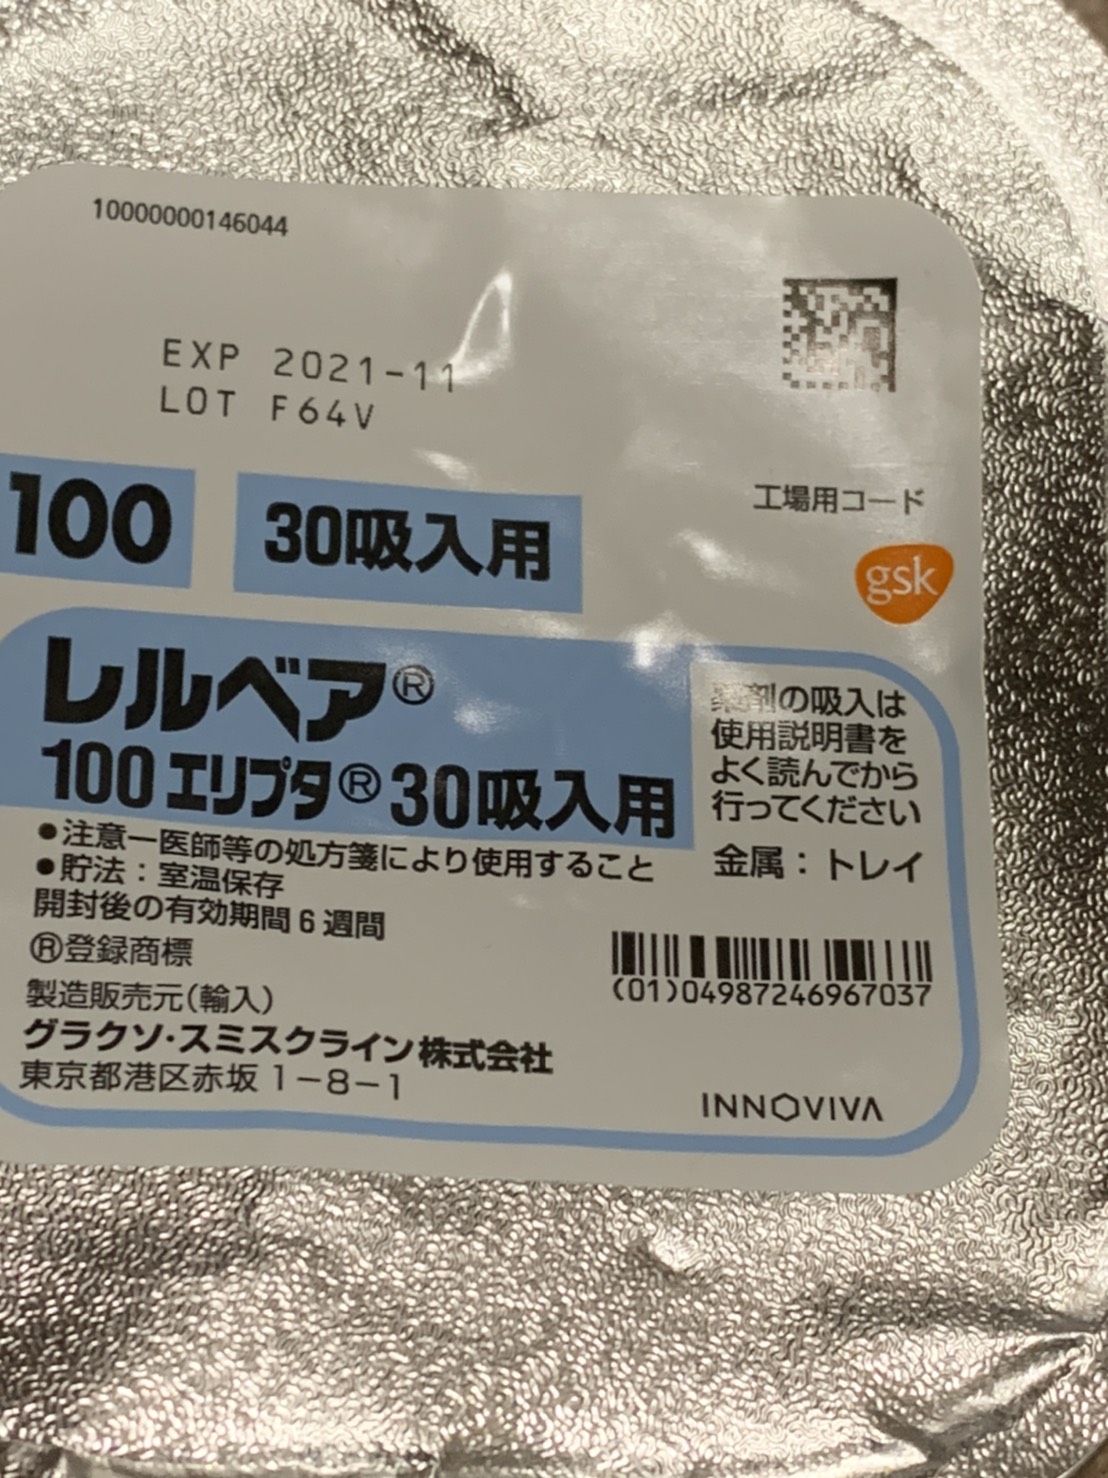 10000000146044
EXP 2021-11
LOT F64V
工場用コード
100
30吸入用
gsk
レルベア®
100エリプタ®30吸入用
薬剤の吸入は
使用説明書を
よく読んでから
行ってください
金属：トレイ
●注意－医師等の処方箋により使用すること
●貯法：室温保存
開封後の有効期間6週間
®登録商標
製造販売元(輸入)
グラクソ・スミスクライン株式会社
東京都港区赤坂1－8－1
(01)04987246967037
INNOVIVA